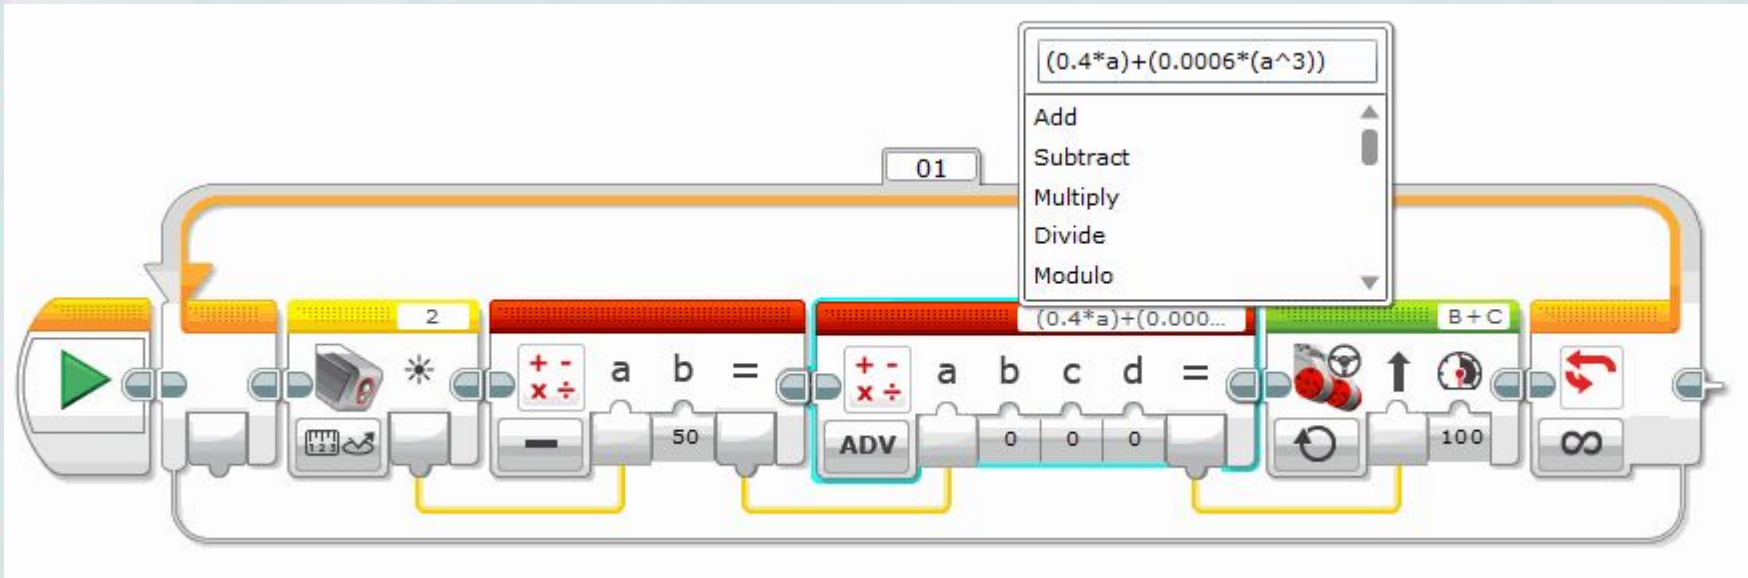 (0.4*a)+(0.0006*(a^3))
Add
Subtract
Multiply
Divide
Modulo
01
2
(0.4*a)+(0.000...
B+C
+ -
x ÷
a b =
+ -
x ÷
a b c d =
123
50
ADV
0 0 0
100
∞